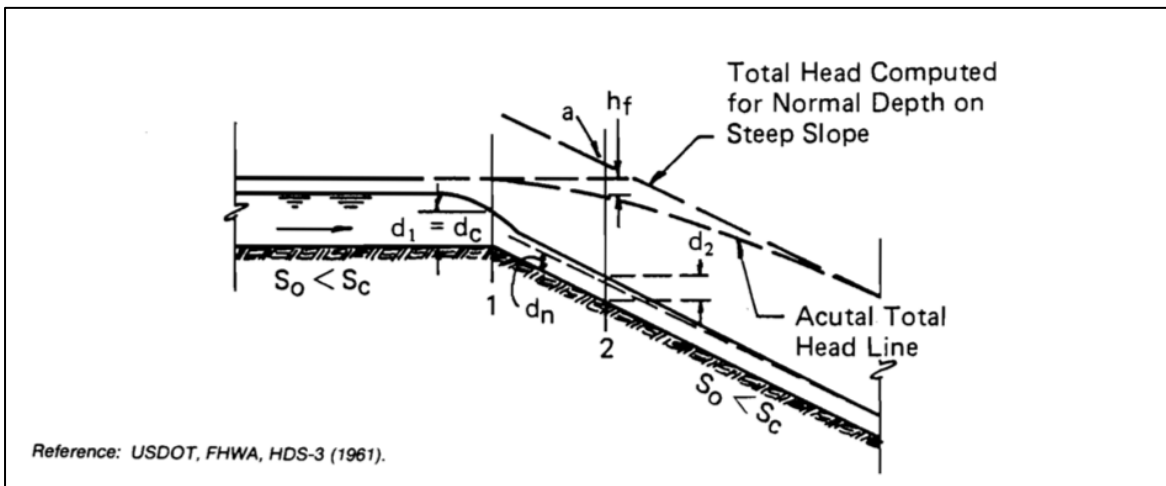 Total Head Computed
for Normal Depth on
Steep Slope
a
hf
d1 = dc
d2
So < Sc
1
dn
2
Acutal Total
Head Line
So < Sc
Reference: USDOT, FHWA, HDS-3 (1961).